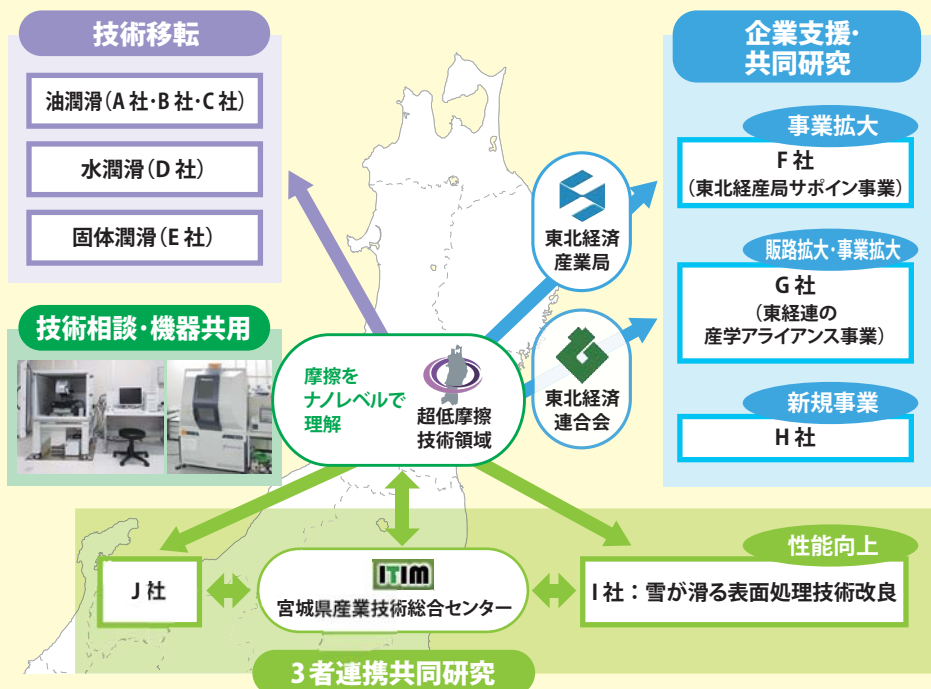 技術移転
油潤滑(A社・B社・C社)
水潤滑(D社)
固体潤滑(E社)
技術相談・機器共用
摩擦を
ナノレベルで
理解
超低摩擦
技術領域
東北経済
産業局
東北経済
連合会
企業支援・
共同研究
事業拡大
F社
(東北経産局サポイン事業)
販路拡大・事業拡大
G社
(東経連の
産学アライアンス事業)
新規事業
H社
J社
ITIM
宮城県産業技術総合センター
性能向上
I社：雪が滑る表面処理技術改良
3者連携共同研究